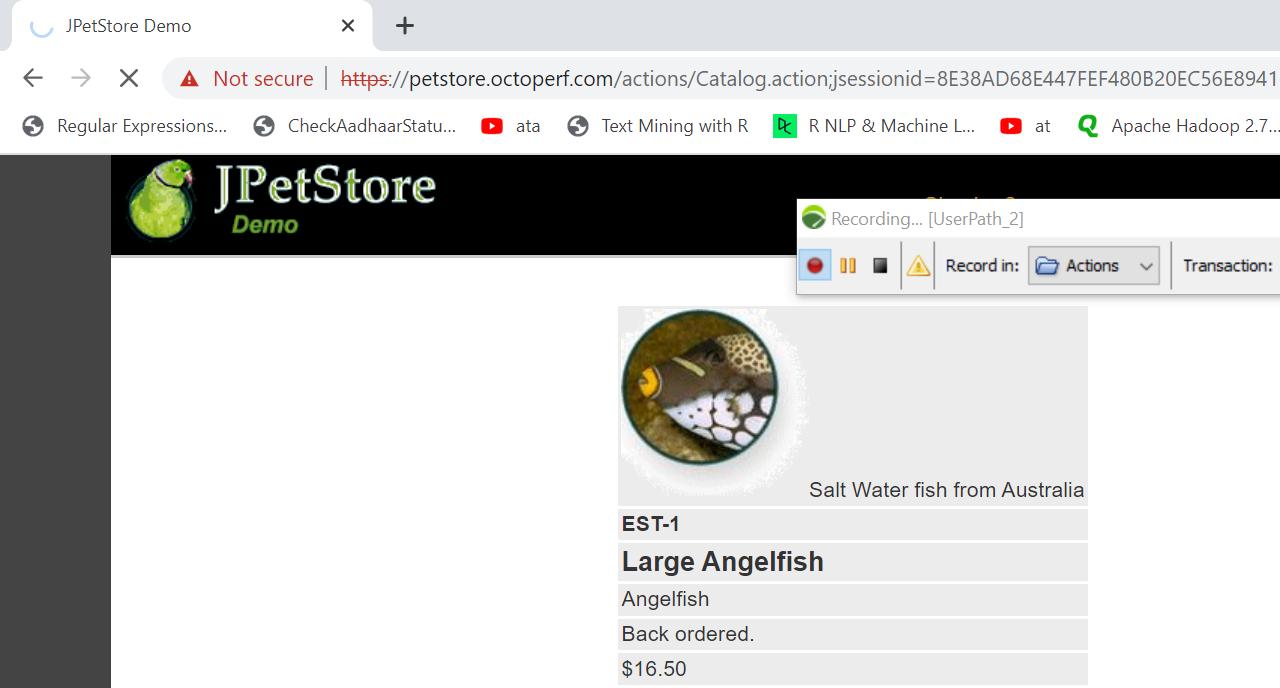 JPetStore Demo
Not secure | https://petstore.octoperf.com/actions/Catalog.action;jsessionid=8E38AD68E447FEF480B20EC56E8941
Regular Expressions... CheckAadhaarStatu... ata Text Mining with R R NLP & Machine L... at Apache Hadoop 2.7...
JPetStore
Demo
Recording... [UserPath_2]
Record in: Actions Transaction:
Salt Water fish from Australia
EST-1
Large Angelfish
Angelfish
Back ordered.
$16.50